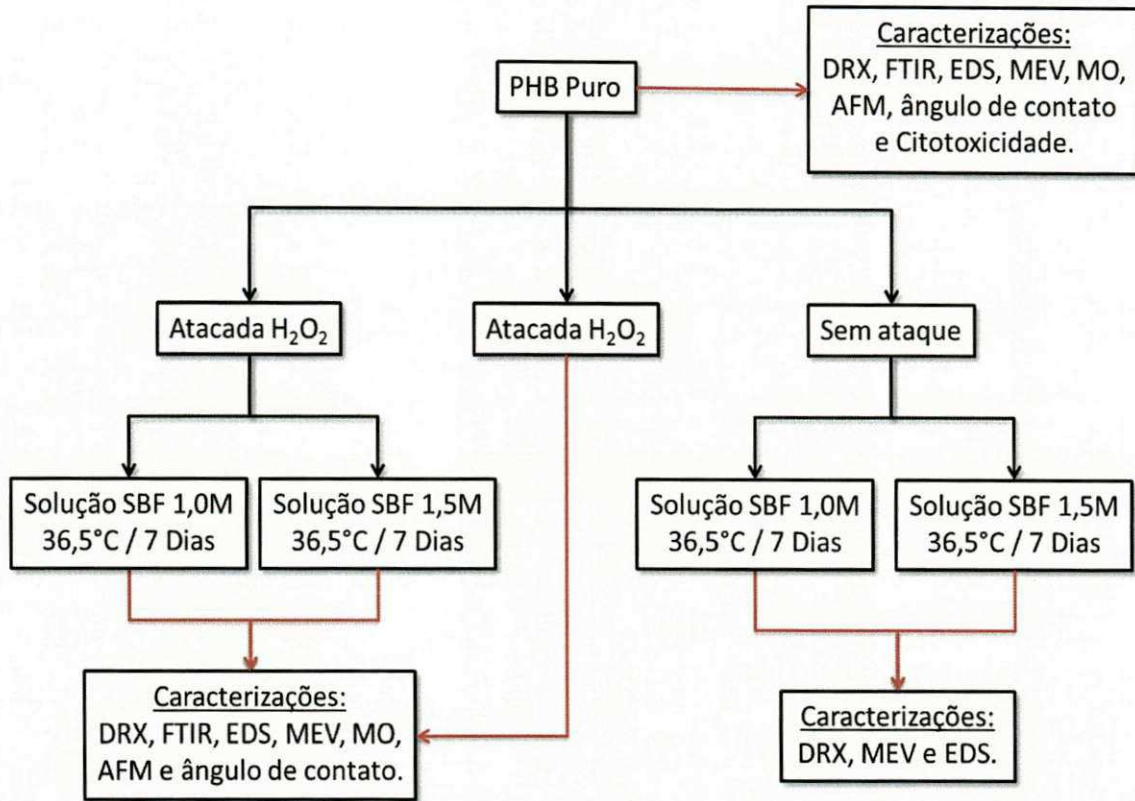 Caracterizações:
DRX, FTIR, EDS, MEV, MO,
AFM, ângulo de contato
e Citotoxicidade.
PHB Puro
Atacada H₂O₂
Atacada H₂O₂
Sem ataque
Solução SBF 1,0M
36,5°C / 7 Dias
Solução SBF 1,5M
36,5°C / 7 Dias
Solução SBF 1,0M
36,5°C / 7 Dias
Solução SBF 1,5M
36,5°C / 7 Dias
Caracterizações:
DRX, FTIR, EDS, MEV, MO,
AFM e ângulo de contato.
Caracterizações:
DRX, MEV e EDS.